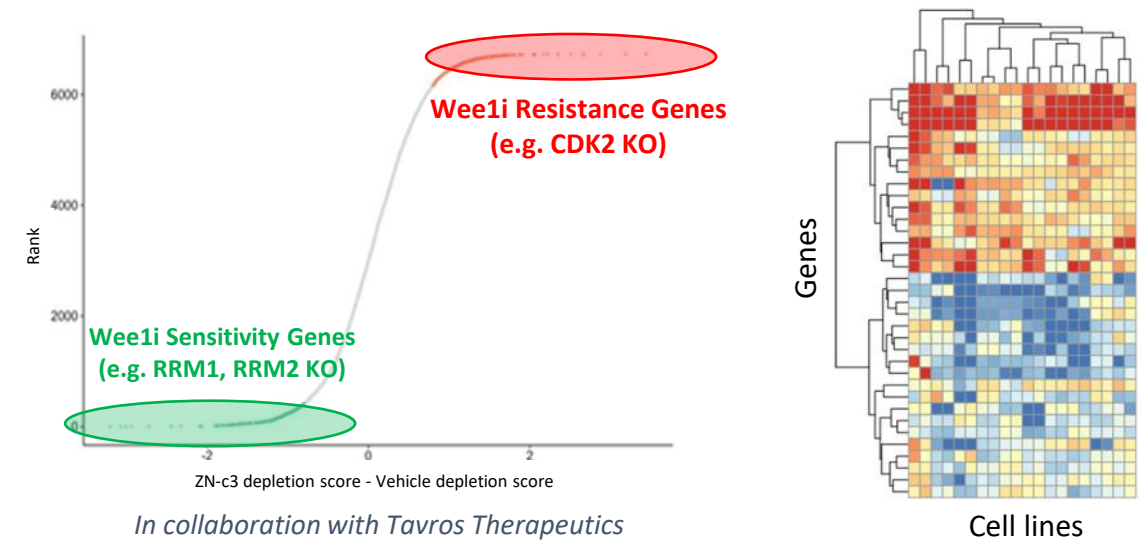 6000
Wee1i Resistance Genes
(e.g. CDK2 KO)
4000
Rank
2000
Wee1i Sensitivity Genes
(e.g. RRM1, RRM2 KO)
0
-2
0
2
ZN-c3 depletion score - Vehicle depletion score
In collaboration with Tavros Therapeutics
Genes
Cell lines